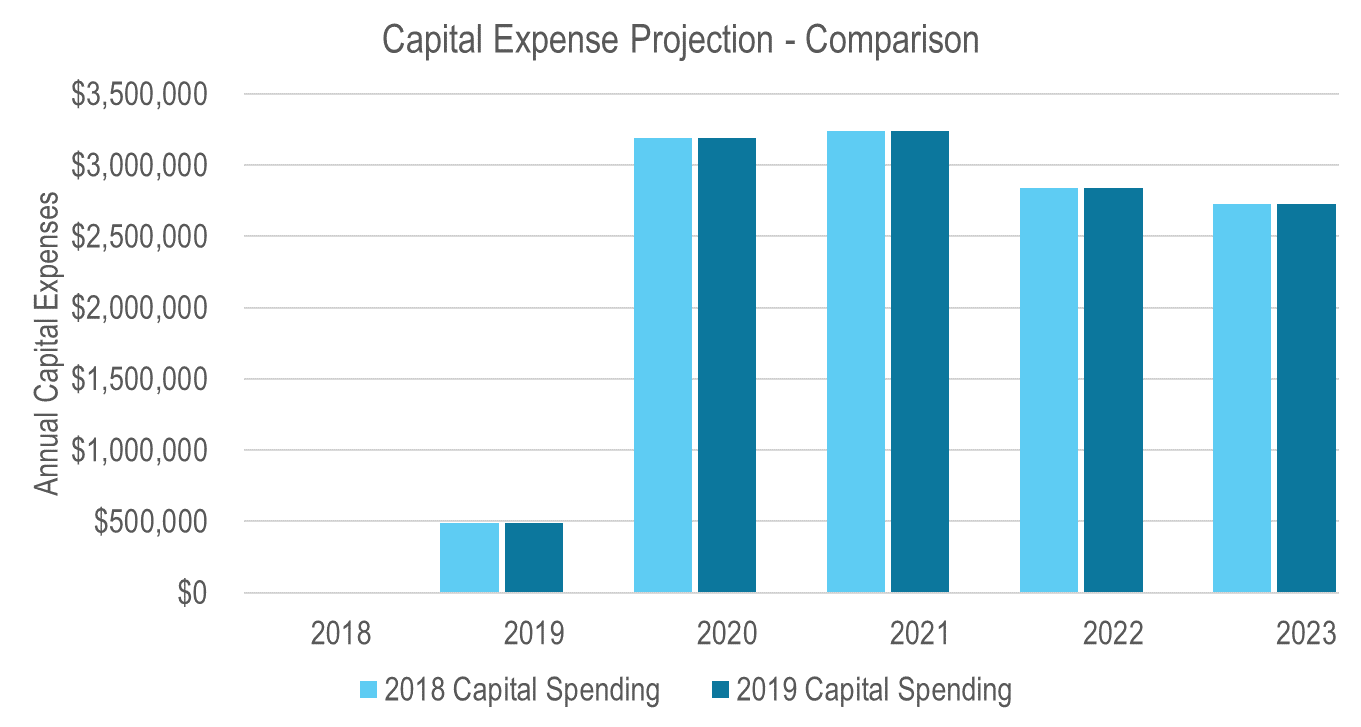 Capital Expense Projection - Comparison
$3,500,000
$3,000,000
$2,500,000
$2,000,000
$1,500,000
$1,000,000
$500,000
$0
Annual Capital Expenses
2018 2019 2020 2021 2022 2023
2018 Capital Spending 2019 Capital Spending